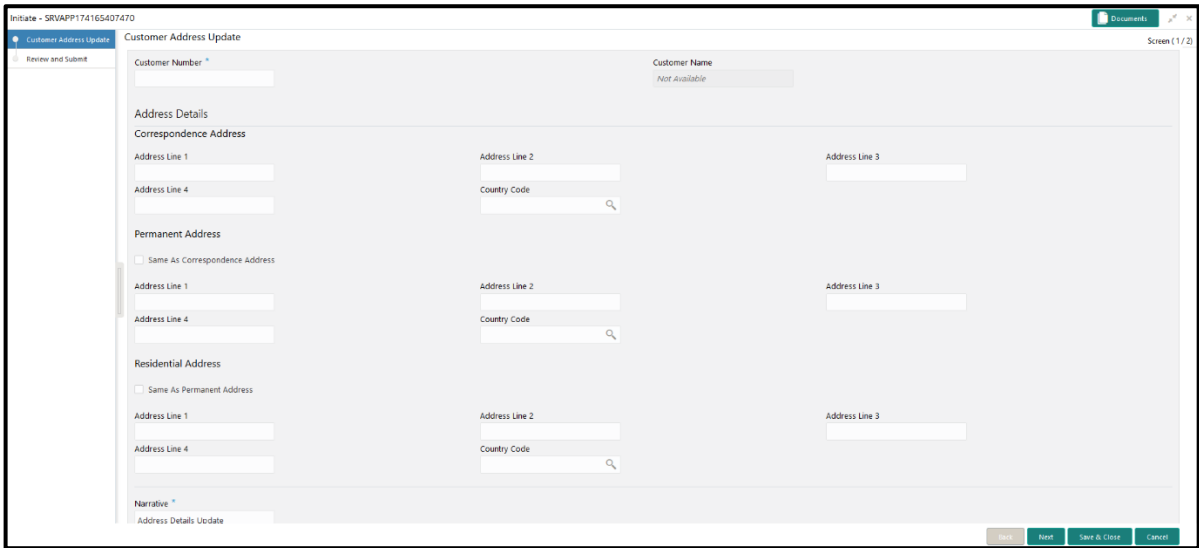 Initiate - SRVAPP174165407470
Documents
Customer Address Update
Review and Submit
Customer Address Update
Screen ( 1 / 2)
Customer Number *
Customer Name
Not Available
Address Details
Correspondence Address
Address Line 1 Address Line 2 Address Line 3
Address Line 4 Country Code
Permanent Address
Same As Correspondence Address
Address Line 1 Address Line 2 Address Line 3
Address Line 4 Country Code
Residential Address
Same As Permanent Address
Address Line 1 Address Line 2 Address Line 3
Address Line 4 Country Code
Narrative *
Address Details Update
Back Next Save & Close Cancel